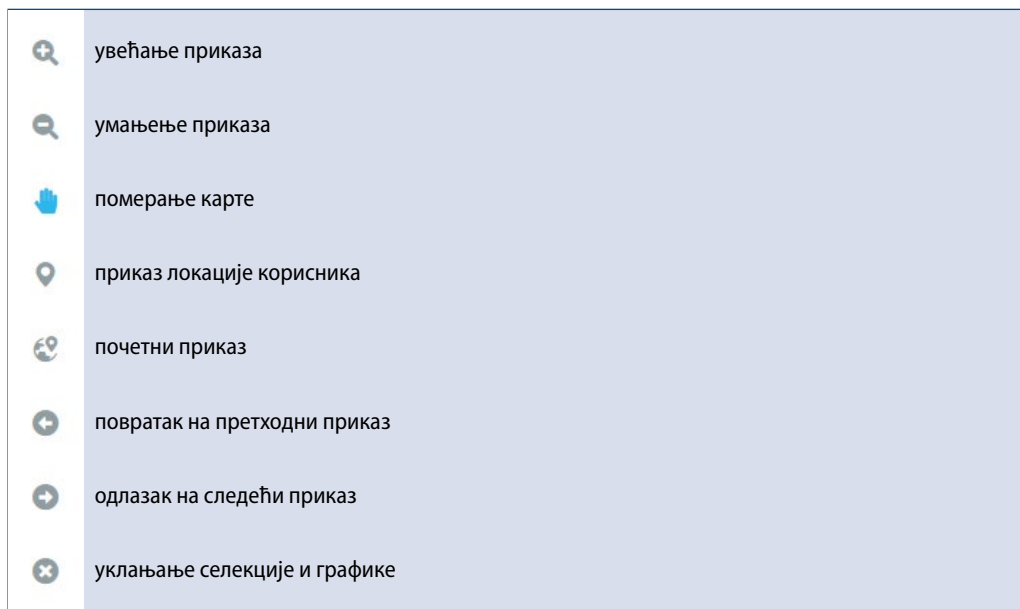 увећање приказа
умањење приказа
померање карте
приказ локације корисника
почетни приказ
повратак на претходни приказ
одлазак на следећи приказ
уклањање селекције и графике